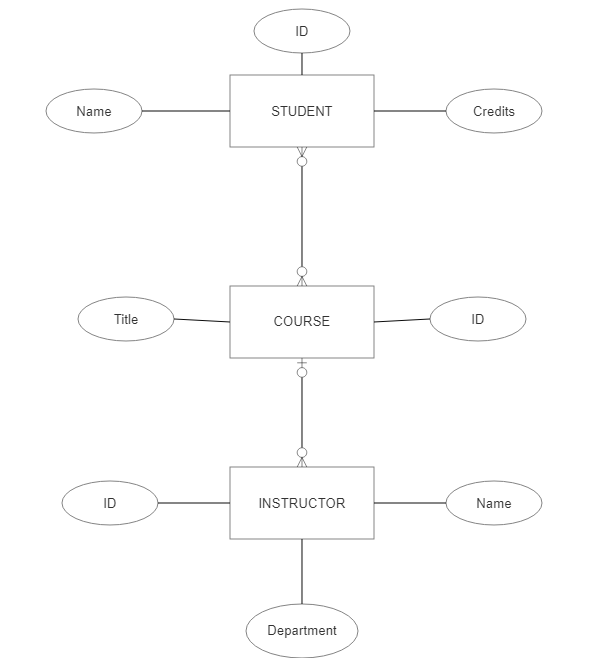 ID
Name
STUDENT
Credits
Title
COURSE
ID
ID
INSTRUCTOR
Name
Department